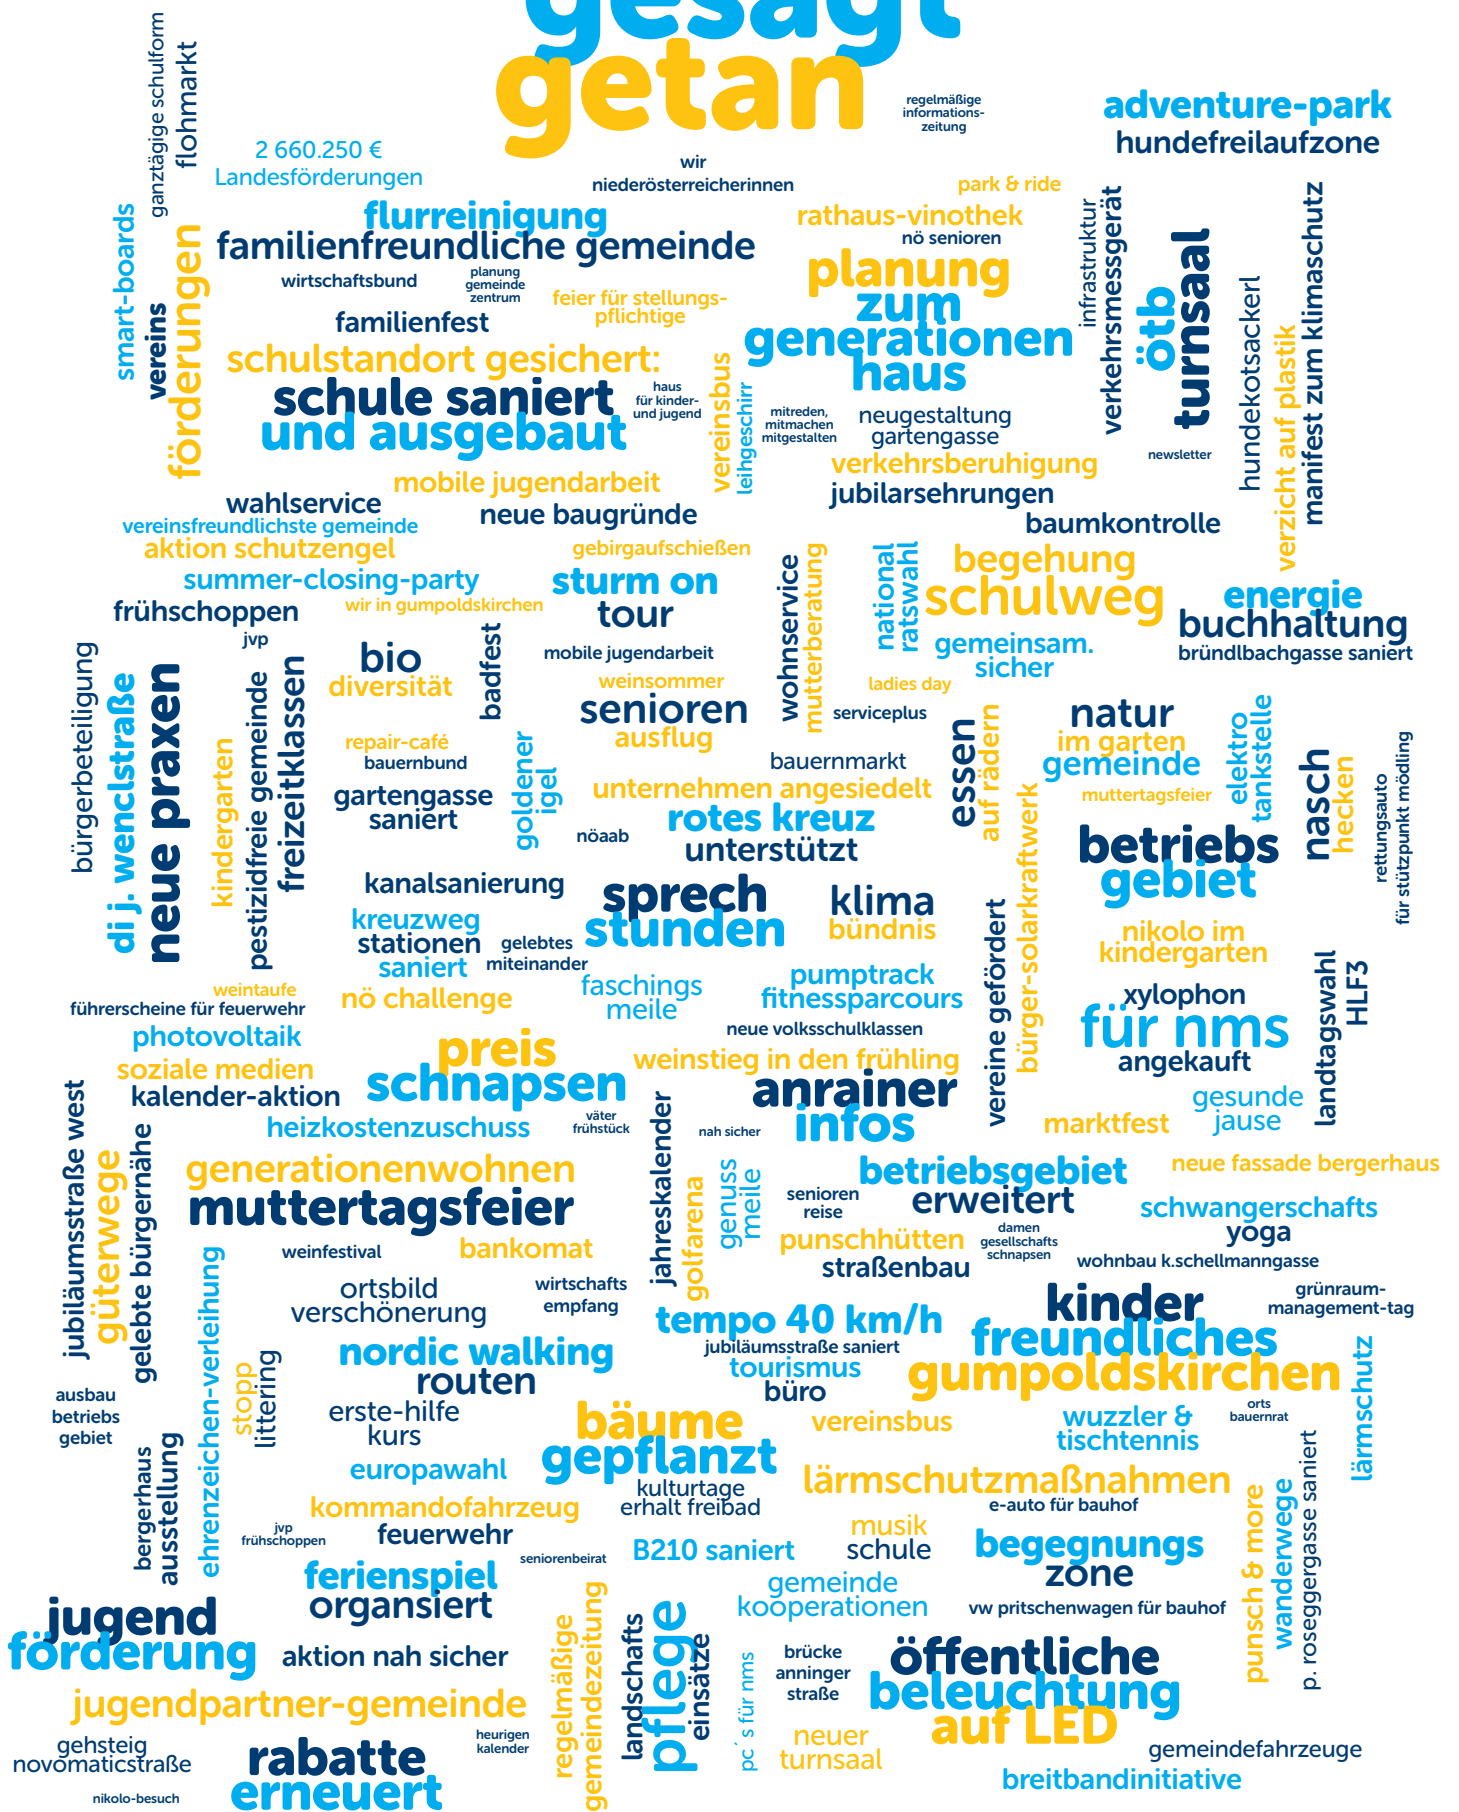 gesagt
getan
ganztägige schulform
flohmarkt
regelmäßige
informations-
zeitung
adventure-park
hundefreilaufzone
2 660.250 €
Landesförderungen
wir
niederösterreicherinnen
park & ride
flurreinigung
familienfreundliche gemeinde
rathaus-vinothek
nö senioren
smart-boards
vereins
förderungen
wirtschaftsbund
planung
gemeinde
zentrum
feier für stellungs-
pflichtige
familienfest
planung
zum
generationen
haus
infrastruktur
verkehrsmessgerät
ötb
turnsaal
hundekotsackerl
verzicht auf plastik
manifest zum klimaschutz
schulstandort gesichert:
schule saniert
und ausgebaut
haus
für kinder-
und jugend
vereinsbus
leihgeschirr
mitreden,
mitmachen
mitgestalten
neugestaltung
gartengasse
verkehrsberuhigung
jubilarsehrungen
newsletter
mobile jugendarbeit
wahlservice
neue baugründe
vereinsfreundlichste gemeinde
aktion schutzengel
baumkontrolle
gebirgaufschießen
summer-closing-party
sturm on
tour
frühschoppen
wir in gumpoldskirchen
wohnservice
mutterberatung
national
ratswahl
begehung
schulweg
gemeinsam.
sicher
energie
buchhaltung
bründlbachgasse saniert
jvp
bio
diversität
badfest
mobile jugendarbeit
weinsommer
senioren
ausflug
ladies day
serviceplus
bürgerbeteiligung
di j. wenclstraße
neue praxen
kindergarten
pestizidfreie gemeinde
freizeitklassen
repair-café
bauernbund
gartengasse
saniert
goldener
igel
bauernmarkt
unternehmen angesiedelt
rotes kreuz
unterstützt
nöaab
essen
auf rädern
natur
im garten
gemeinde
muttertagsfeier
elektro
tankstelle
nasch
hecken
rettungsauto
für stützpunkt mödling
betriebs
gebiet
kanalsanierung
kreuzweg
stationen
saniert
gelebtes
miteinander
sprech
stunden
klima
bündnis
vereine gefördert
bürger-solarkraftwerk
nikolo im
kindergarten
weintaufe
führerscheine für feuerwehr
nö challenge
faschings
meile
pumptrack
fitnessparcours
neue volksschulklassen
xylophon
für nms
angekauft
landtagswahl
HLF3
photovoltaik
soziale medien
kalender-aktion
preis
schnapsen
weinstieg in den frühling
anrainer
infos
gesunde
jause
marktfest
heizkostenzuschuss
väter
frühstück
nah sicher
jubiläumsstraße west
güterwege
gelebte bürgernähe
generationenwohnen
muttertagsfeier
jahreskalender
golfarena
genuss
meile
betriebsgebiet
erweitert
neue fassade bergerhaus
senioren
reise
schwangerschafts
yoga
weinfestival
bankomat
punschhütten
straßenbau
damen
gesellschafts
schnapsen
wohnbau k.schellmanngasse
ehrenzeichen-verleihung
ortsbild
verschönerung
wirtschafts
empfang
kinder
freundliches
gumpoldskirchen
grünraum-
management-tag
tempo 40 km/h
jubiläumsstraße saniert
tourismus
büro
nordic walking
routen
stopp
littering
lärmschutz
ausbau
betriebs
gebiet
erste-hilfe
kurs
bäume
gepflanzt
vereinsbus
wuzzler &
tischtennis
orts
bauernrat
bergerhaus
ausstellung
europawahl
kulturtage
erhalt freibad
lärmschutzmaßnahmen
e-auto für bauhof
kommandofahrzeug
feuerwehr
jvp
frühschoppen
seniorenbeirat
B210 saniert
musik
schule
begegnungs
zone
punsch & more
wanderwege
p. roseggergasse saniert
ferienspiel
organsiert
gemeinde
kooperationen
vw pritschenwagen für bauhof
jugend
förderung
aktion nah sicher
regelmäßige
gemeindezeitung
landschafts
pflege
einsätze
pc´s für nms
brücke
anninger
straße
öffentliche
beleuchtung
auf LED
jugendpartner-gemeinde
gehsteig
novomaticstraße
rabatte
erneuert
heurigen
kalender
neuer
turnsaal
gemeindefahrzeuge
breitbandinitiative
nikolo-besuch